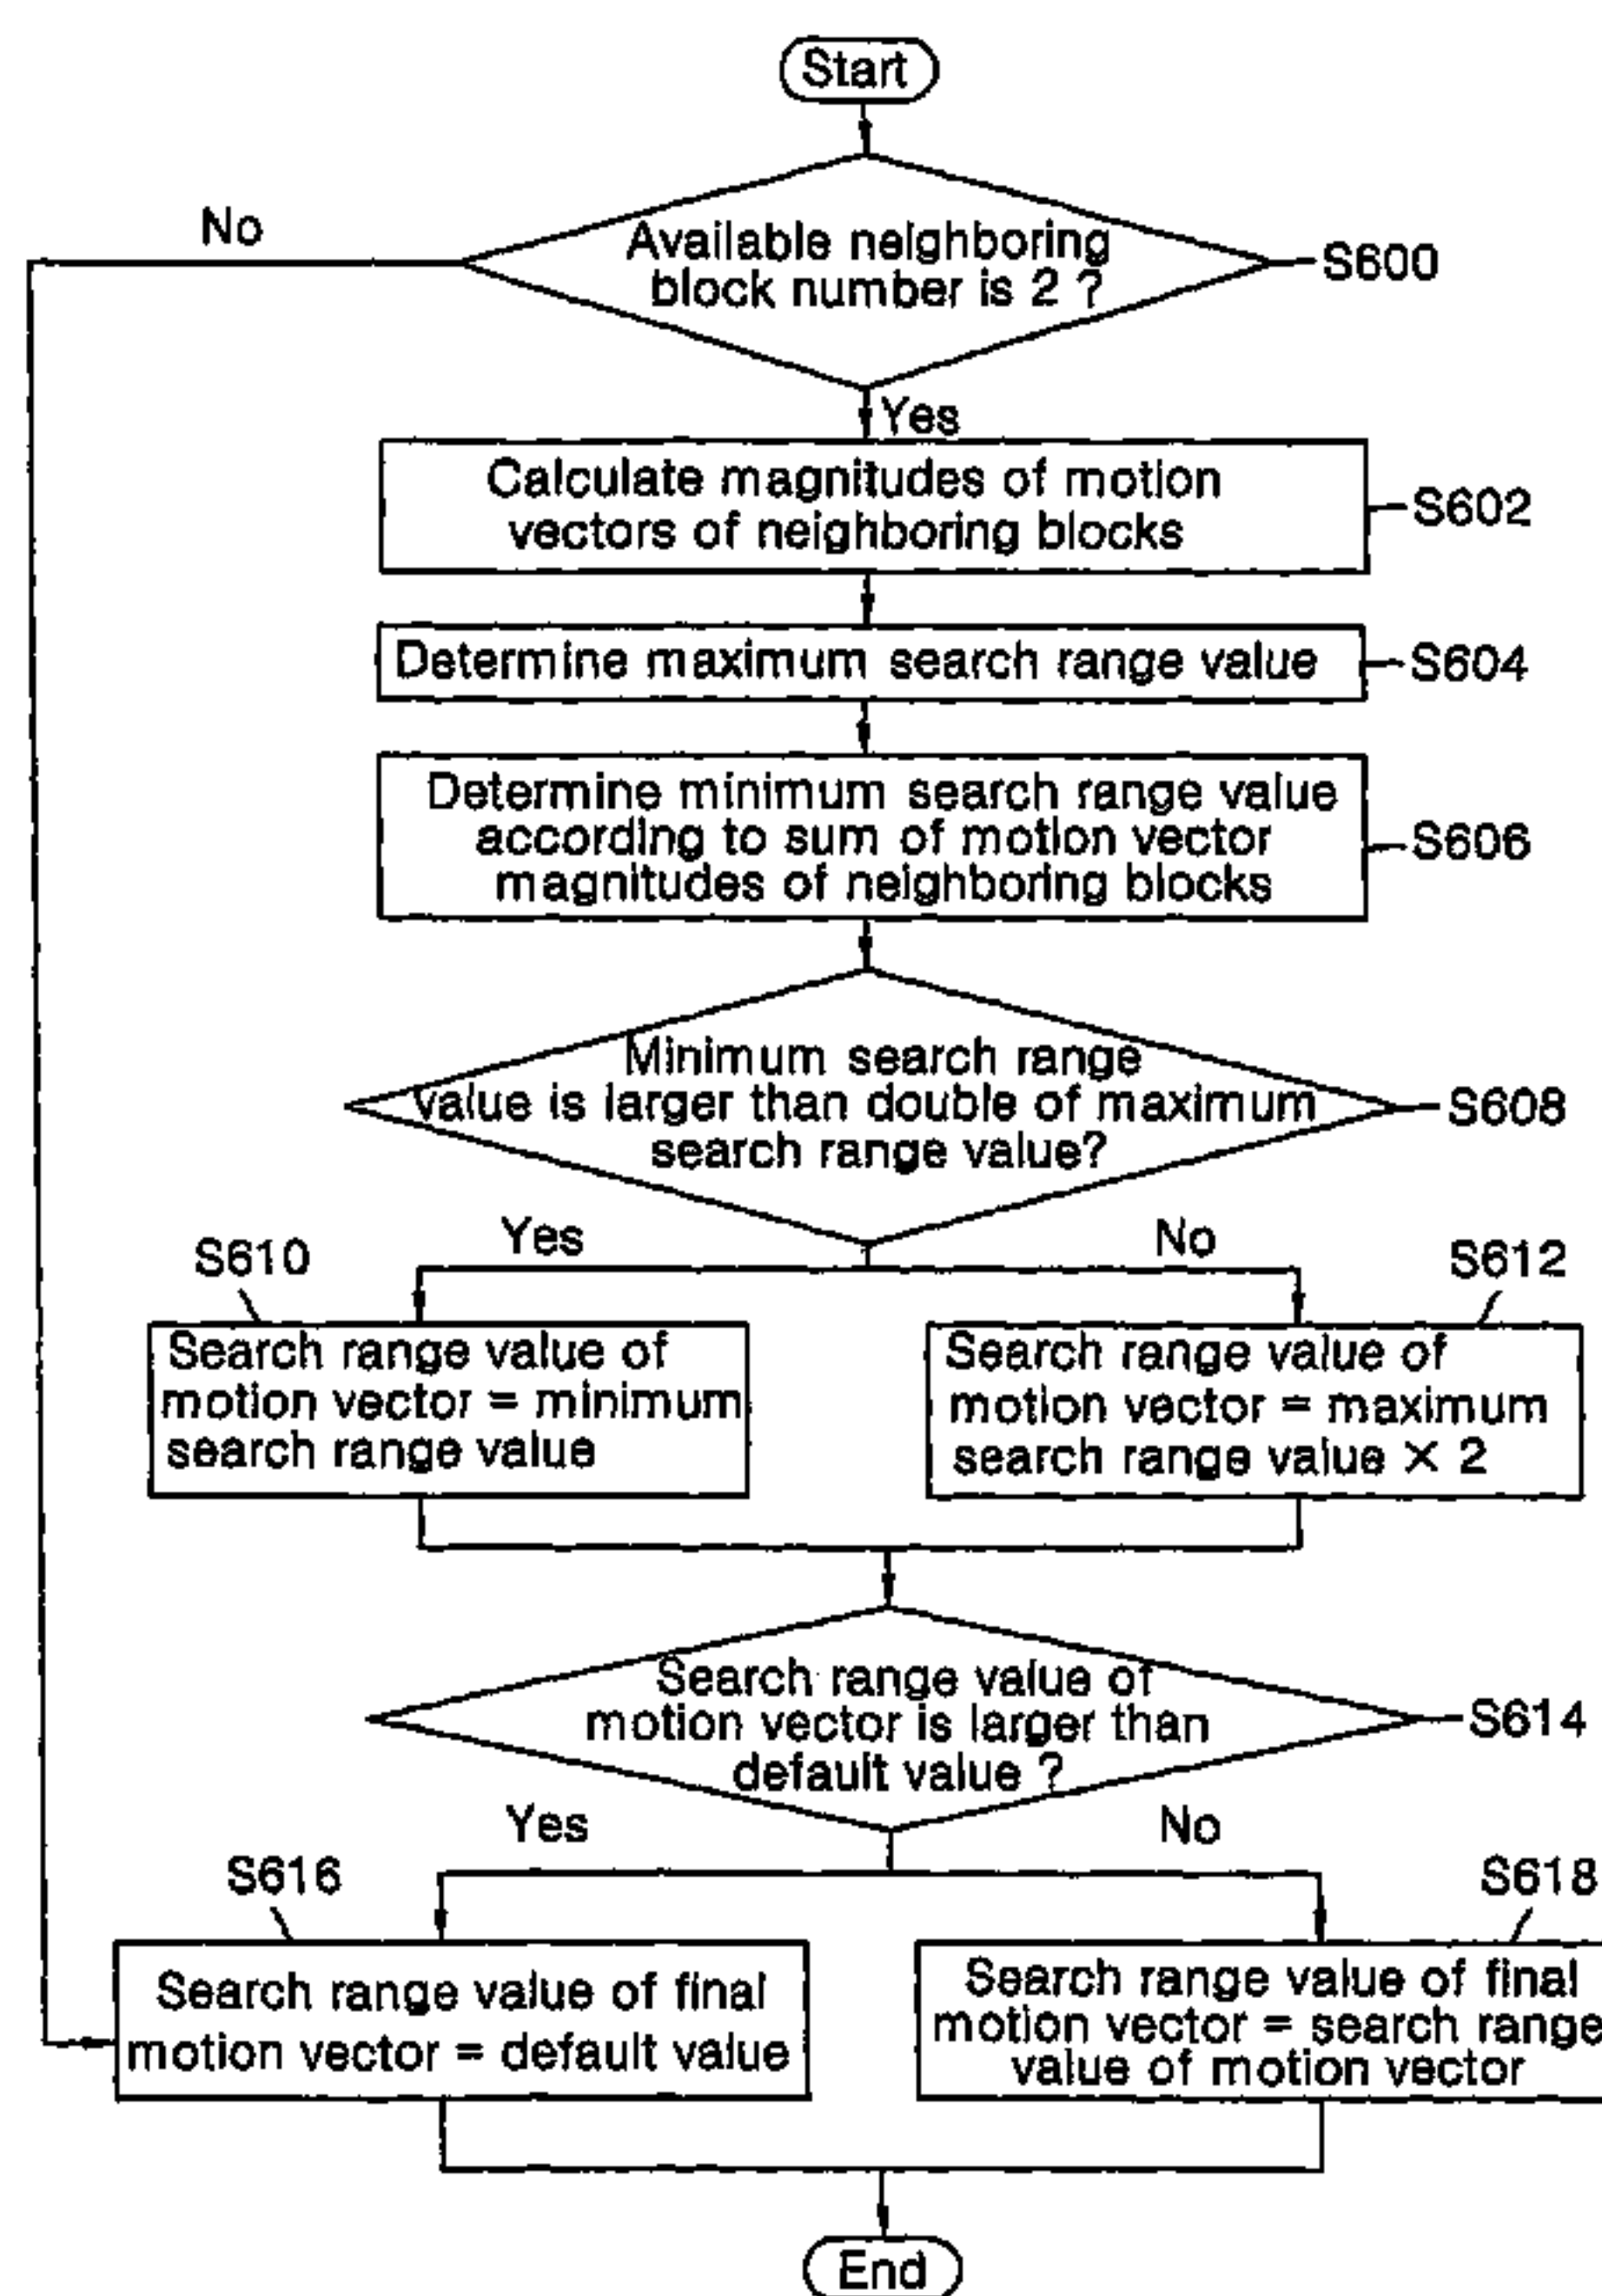 Start
No
Available neighboring
block number is 2 ?
S600
Yes
Calculate magnitudes of motion
vectors of neighboring blocks
S602
Determine maximum search range value
S604
Determine minimum search range value
according to sum of motion vector
magnitudes of neighboring blocks
S606
Minimum search range
value is larger than double of maximum
search range value?
S608
Yes
No
S610
S612
Search range value of
motion vector = minimum
search range value
Search range value of
motion vector = maximum
search range value × 2
Search range value of
motion vector is larger than
default value ?
S614
Yes
No
S616
S618
Search range value of final
motion vector = default value
Search range value of final
motion vector = search range
value of motion vector
End